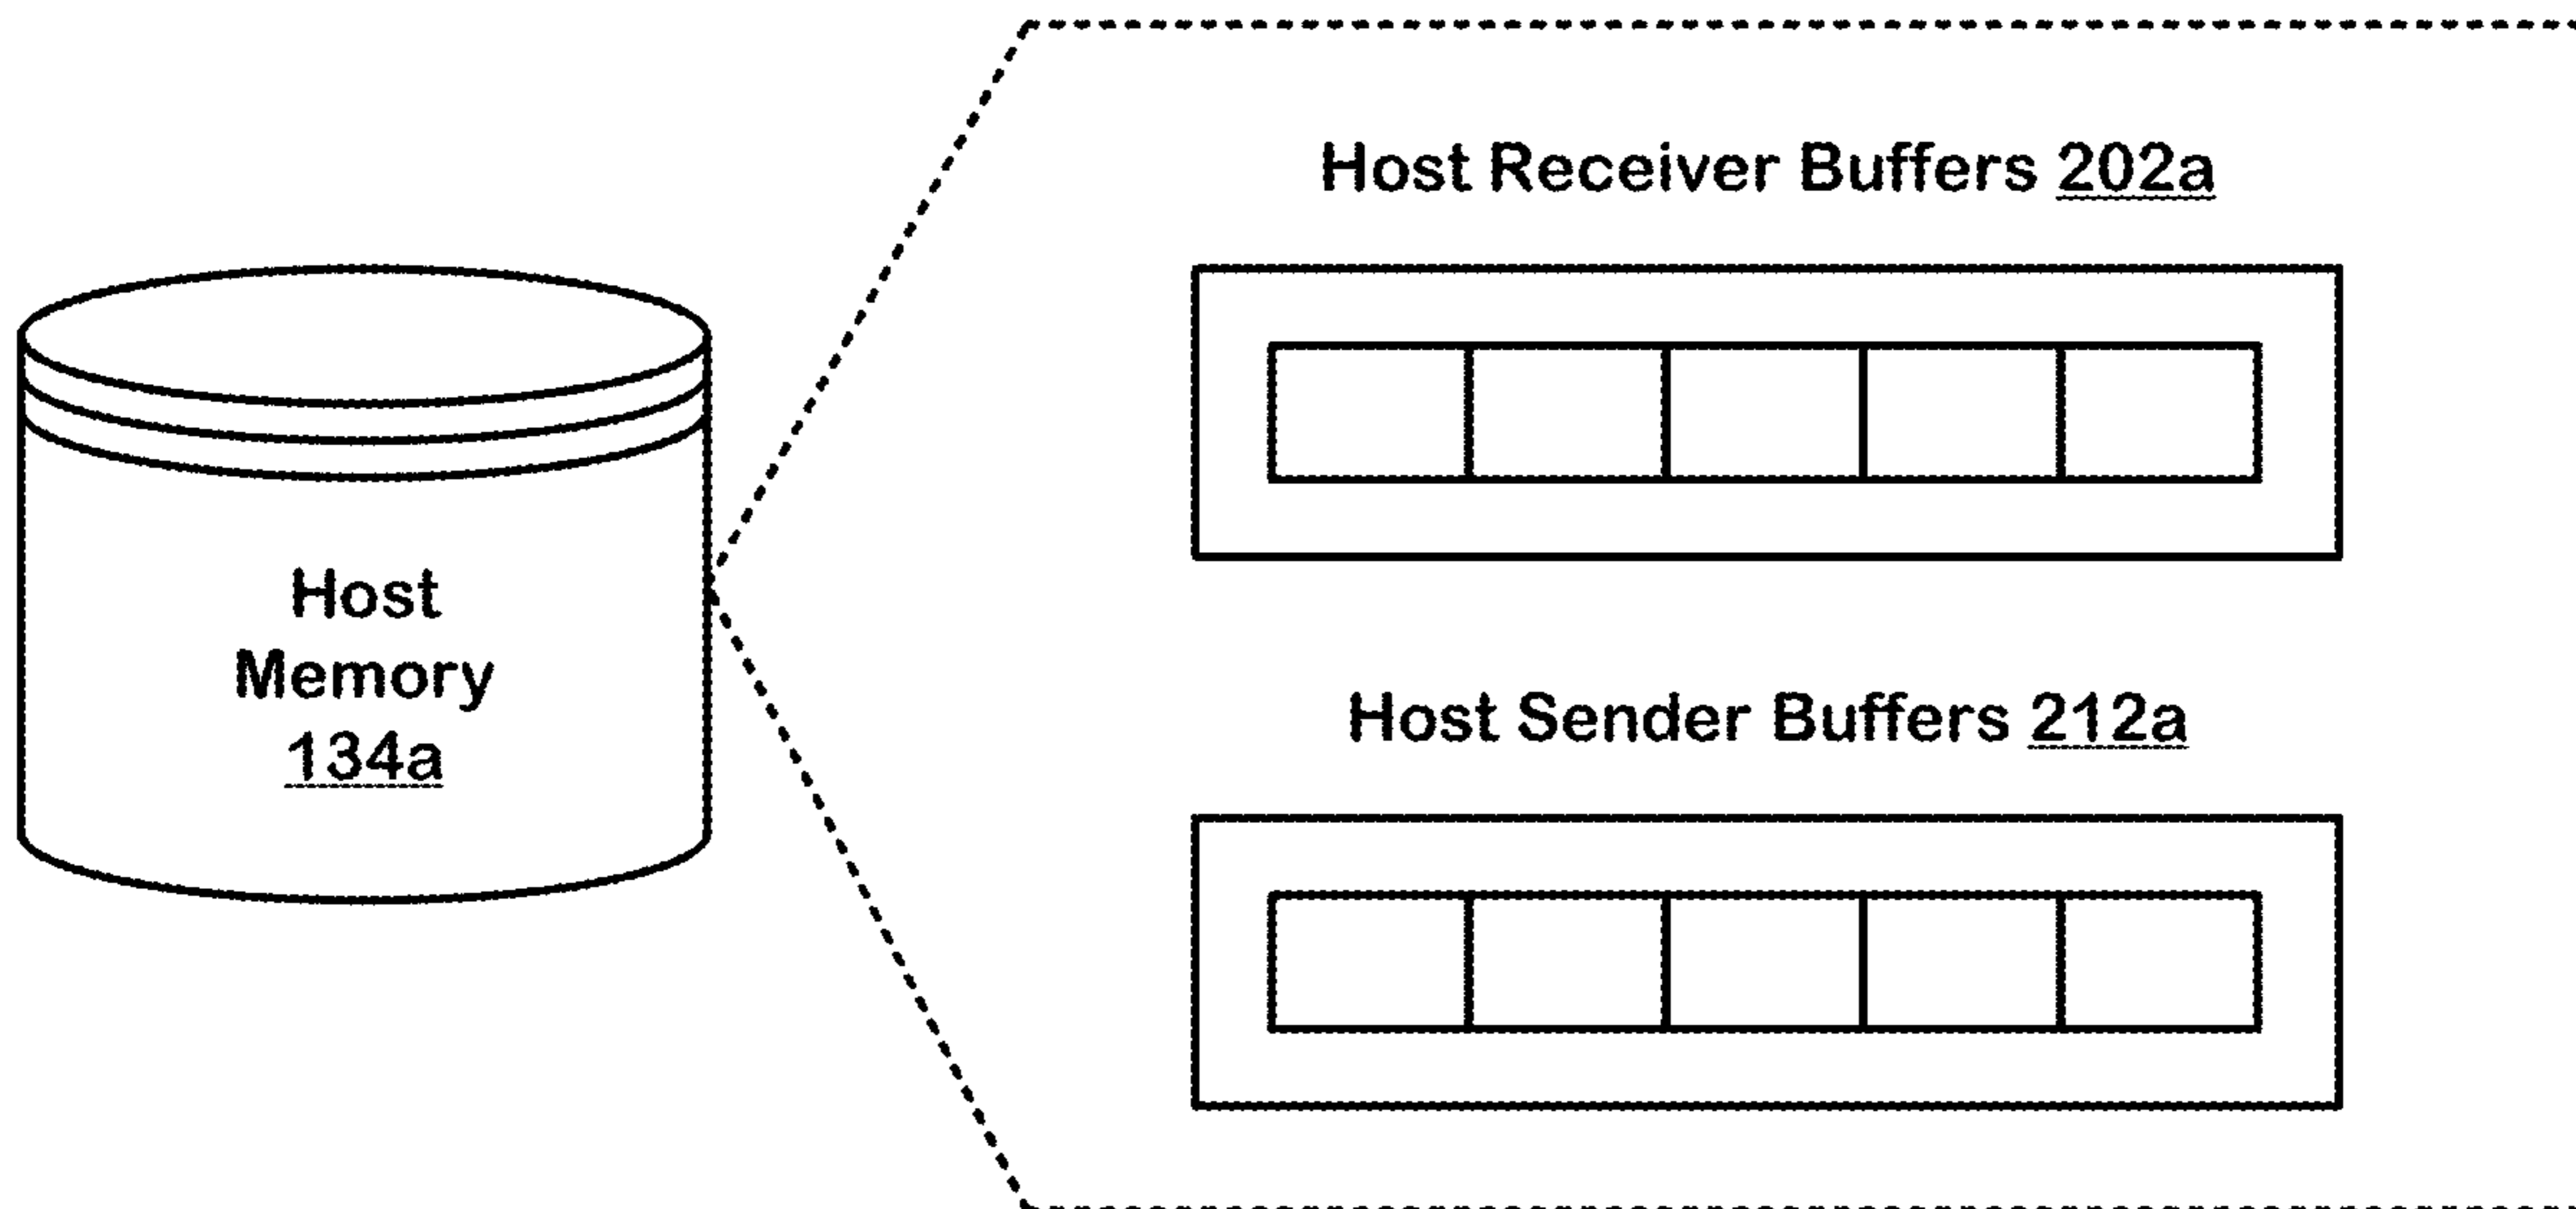 Host Receiver Buffers 202a
Host
Memory
134a
Host Sender Buffers 212a